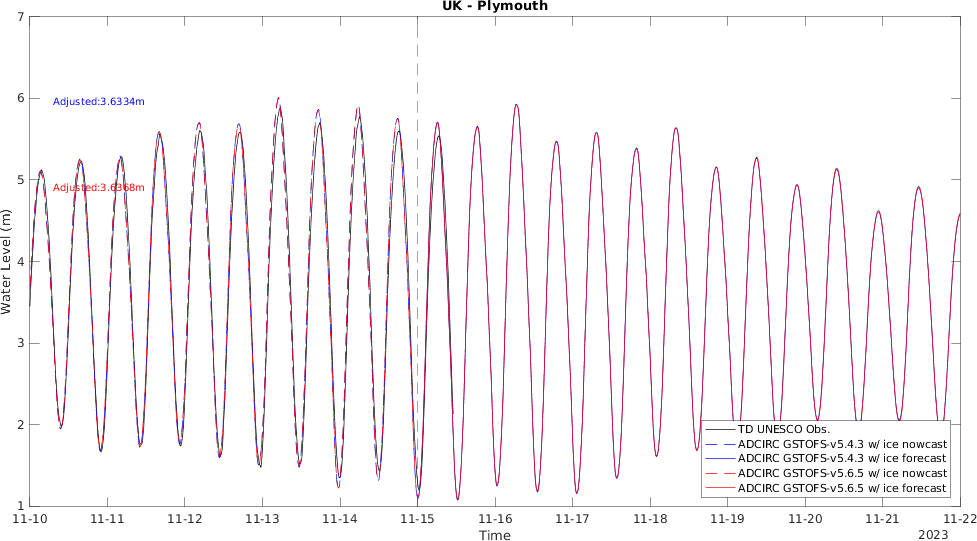 UK - Plymouth
7
6
5
4
3
2
1
Water Level (m)
Adjusted:3.6334m
Adjusted:3.6368m
TD UNESCO Obs.
ADCIRC GSTOFS-v5.4.3 w/ ice nowcast
ADCIRC GSTOFS-v5.4.3 w/ ice forecast
ADCIRC GSTOFS-v5.6.5 w/ ice nowcast
ADCIRC GSTOFS-v5.6.5 w/ ice forecast
11-10 11-11 11-12 11-13 11-14 11-15 11-16 11-17 11-18 11-19 11-20 11-21 11-22
Time
2023